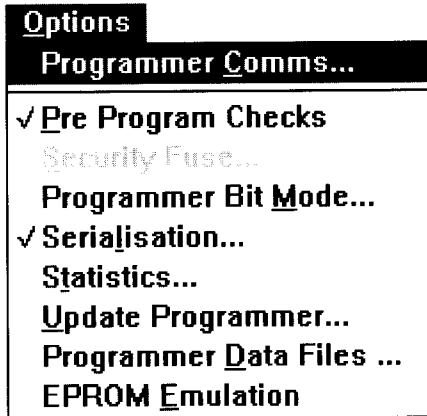 Options
Programmer Comms...
✓ Pre Program Checks
Security Fuse...
Programmer Bit Mode...
✓ Serialisation...
Statistics...
Update Programmer...
Programmer Data Files ...
EPROM Emulation